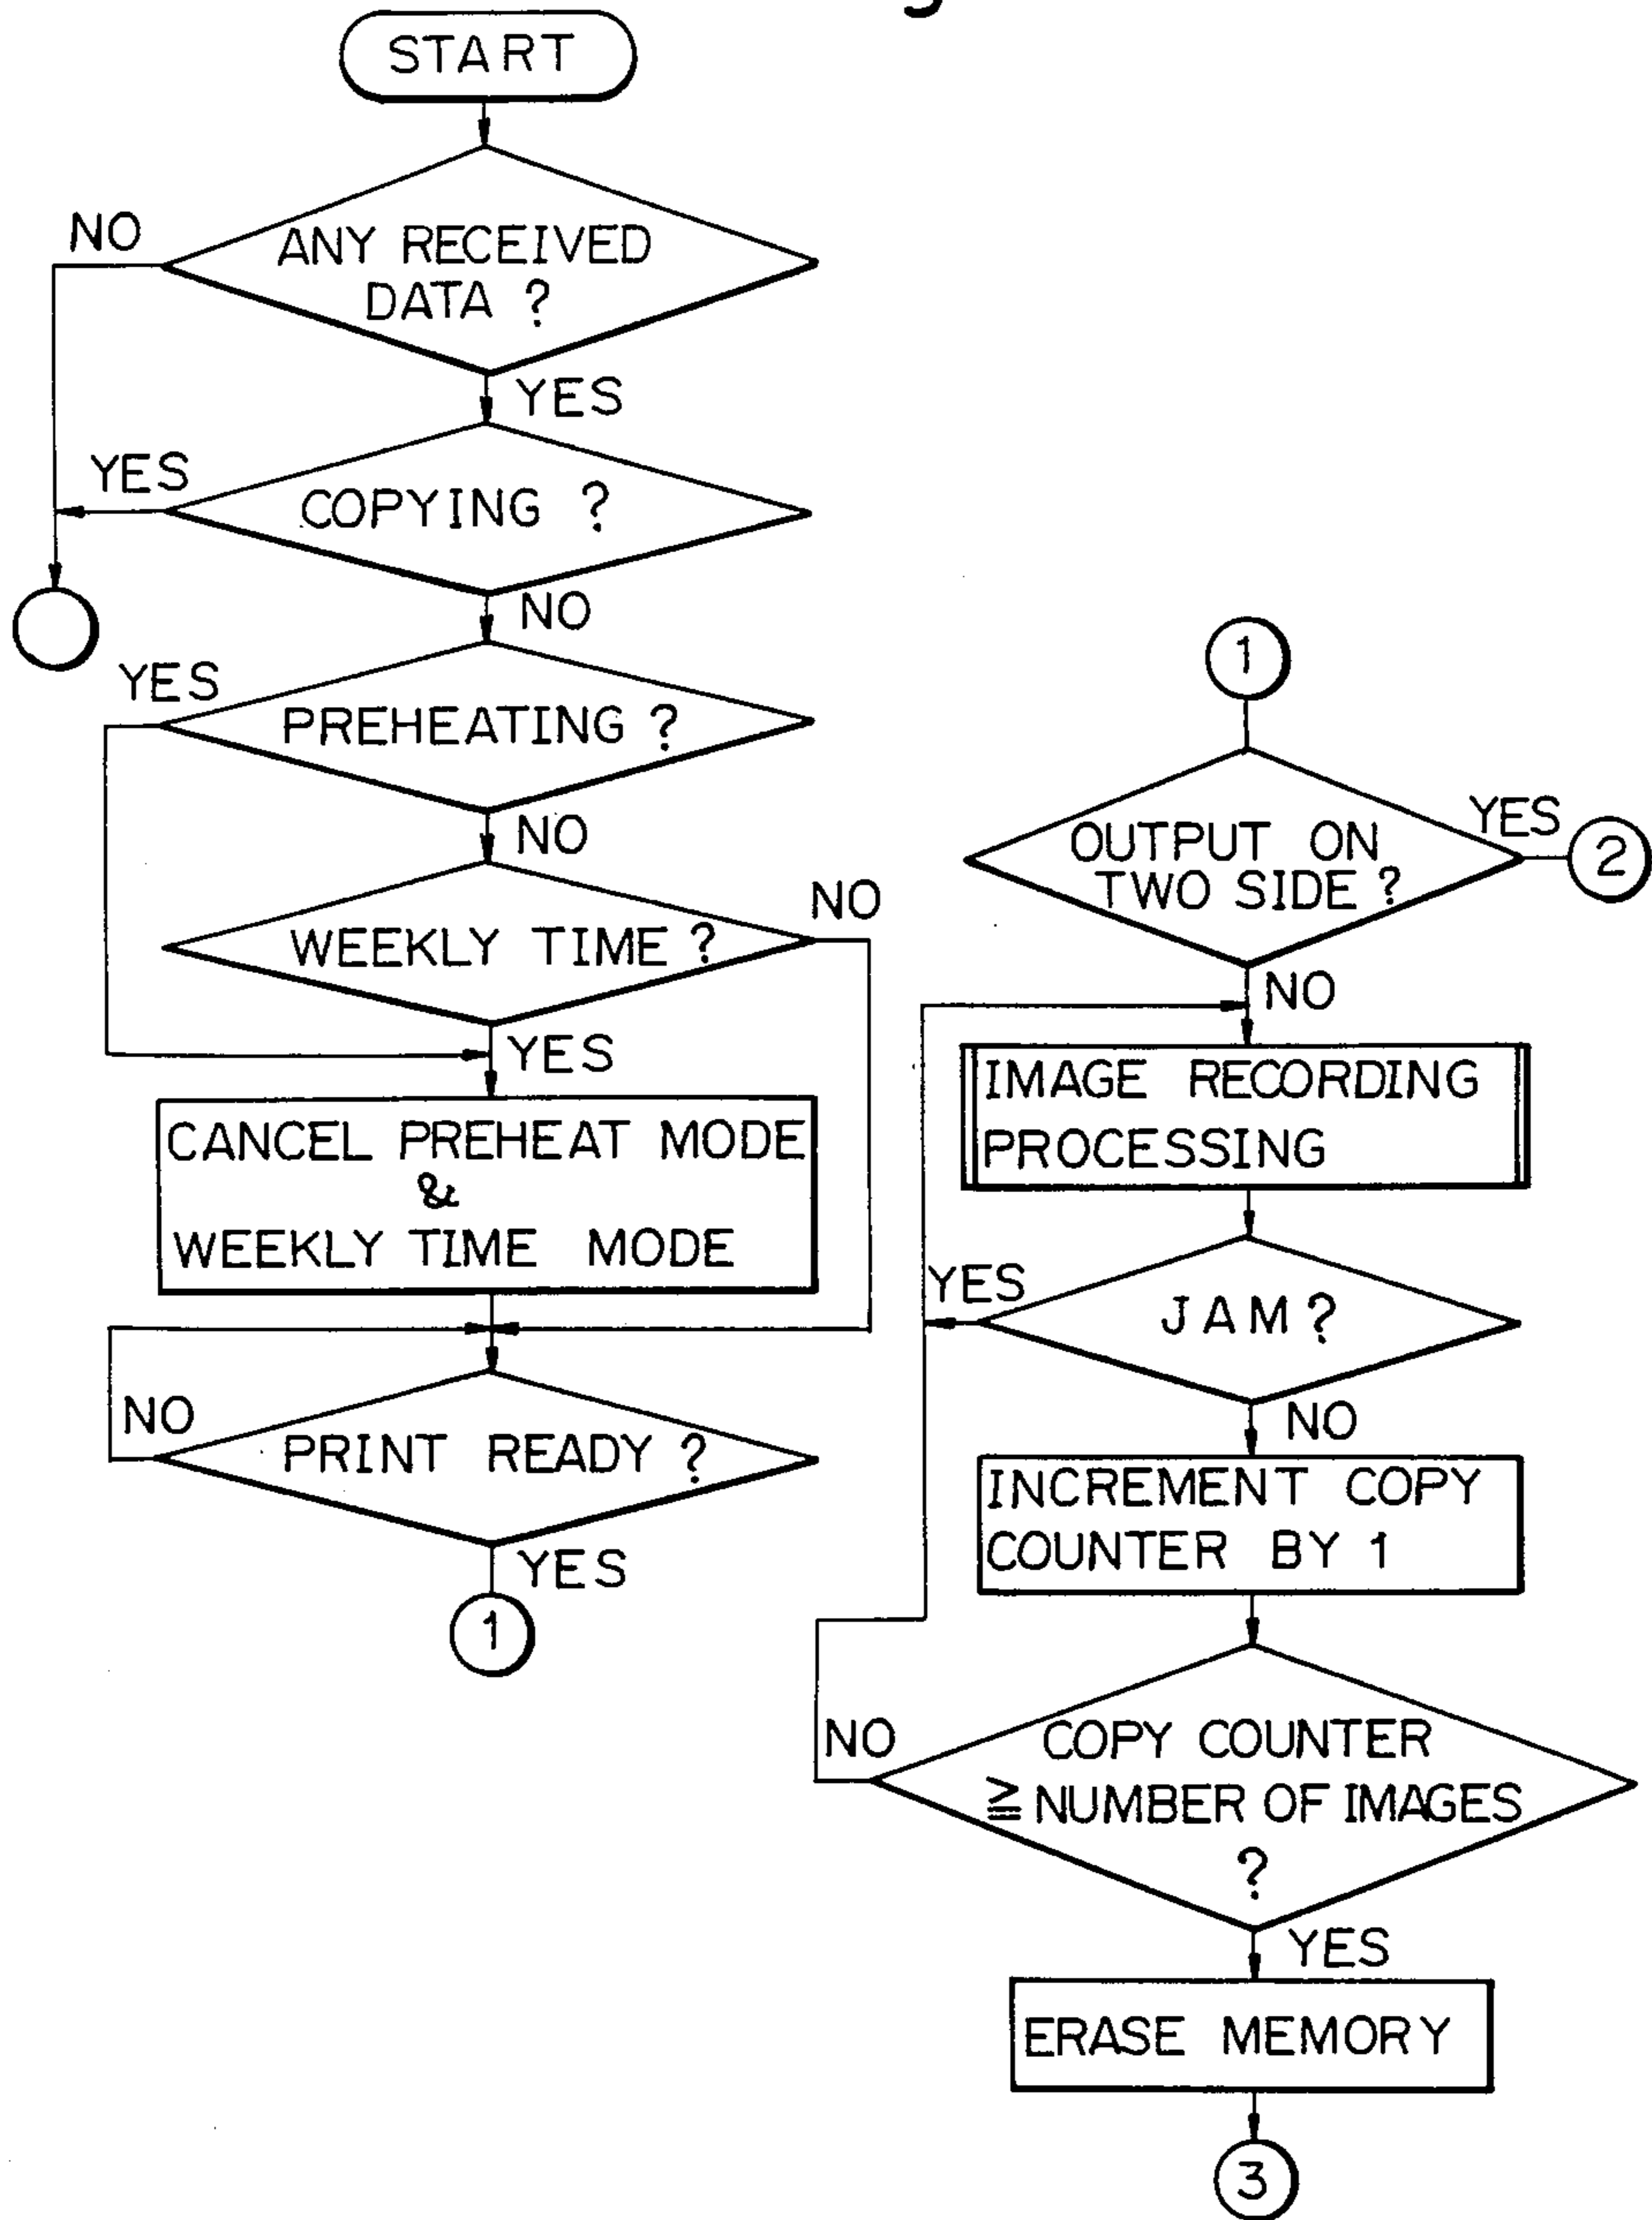 START
NO
ANY RECEIVED
DATA ?
YES
YES
COPYING ?
NO
YES
PREHEATING ?
NO
NO
WEEKLY TIME ?
YES
CANCEL PREHEAT MODE
&
WEEKLY TIME MODE
NO
PRINT READY ?
YES
1
1
YES
OUTPUT ON
TWO SIDE ?
2
NO
IMAGE RECORDING
PROCESSING
YES
JAM ?
NO
INCREMENT COPY
COUNTER BY 1
NO
COPY COUNTER
≧ NUMBER OF IMAGES
?
YES
ERASE MEMORY
3